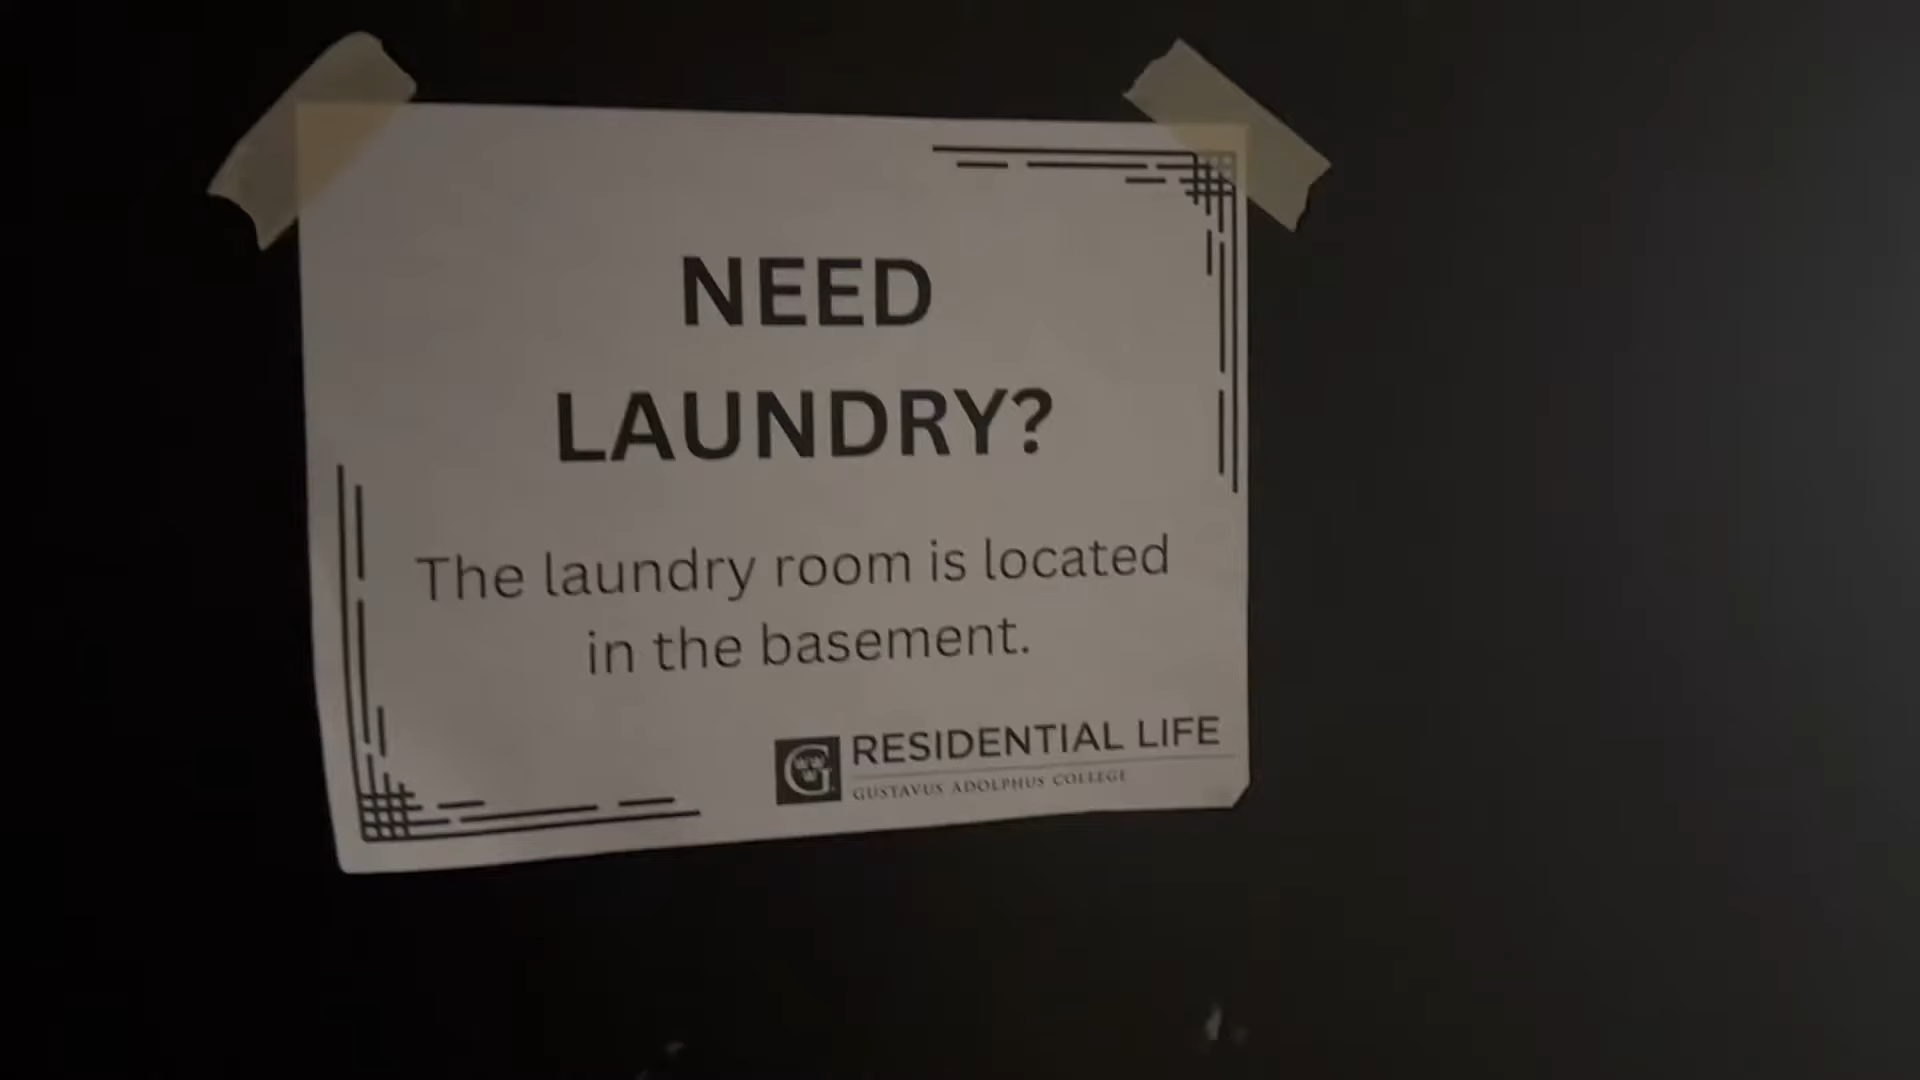 NEED
LAUNDRY?
The laundry room is located
in the basement.
G
RESIDENTIAL LIFE
GUSTAVUS ADOLPHUS COLLEGE